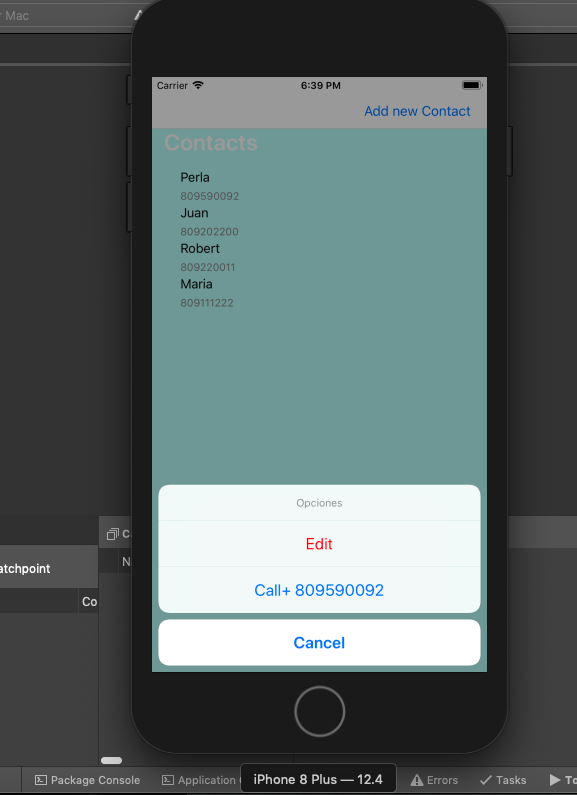 r Mac
Carrier
6:39 PM
Add new Contact
Contacts
Perla
809590092
Juan
809202200
Robert
809220011
Maria
809111222
Opciones
Edit
Call+ 809590092
Cancel
C
atchpoint
N
Co
Package Console
Application
iPhone 8 Plus — 12.4
Errors
Tasks
To